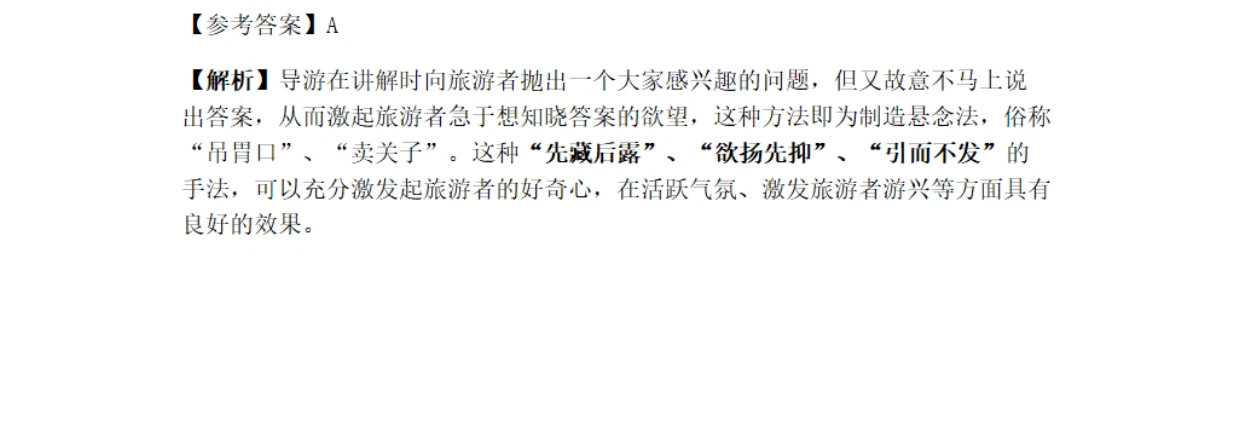 【参考答案】A
【解析】导游在讲解时向旅游者抛出一个大家感兴趣的问题，但又故意不马上说
出答案，从而激起旅游者急于想知晓答案的欲望，这种方法即为制造悬念法，俗称
“吊胃口”、“卖关子”。这种“先藏后露”、“欲扬先抑”、“引而不发”的
手法，可以充分激发起旅游者的好奇心，在活跃气氛、激发旅游者游兴等方面具有
良好的效果。